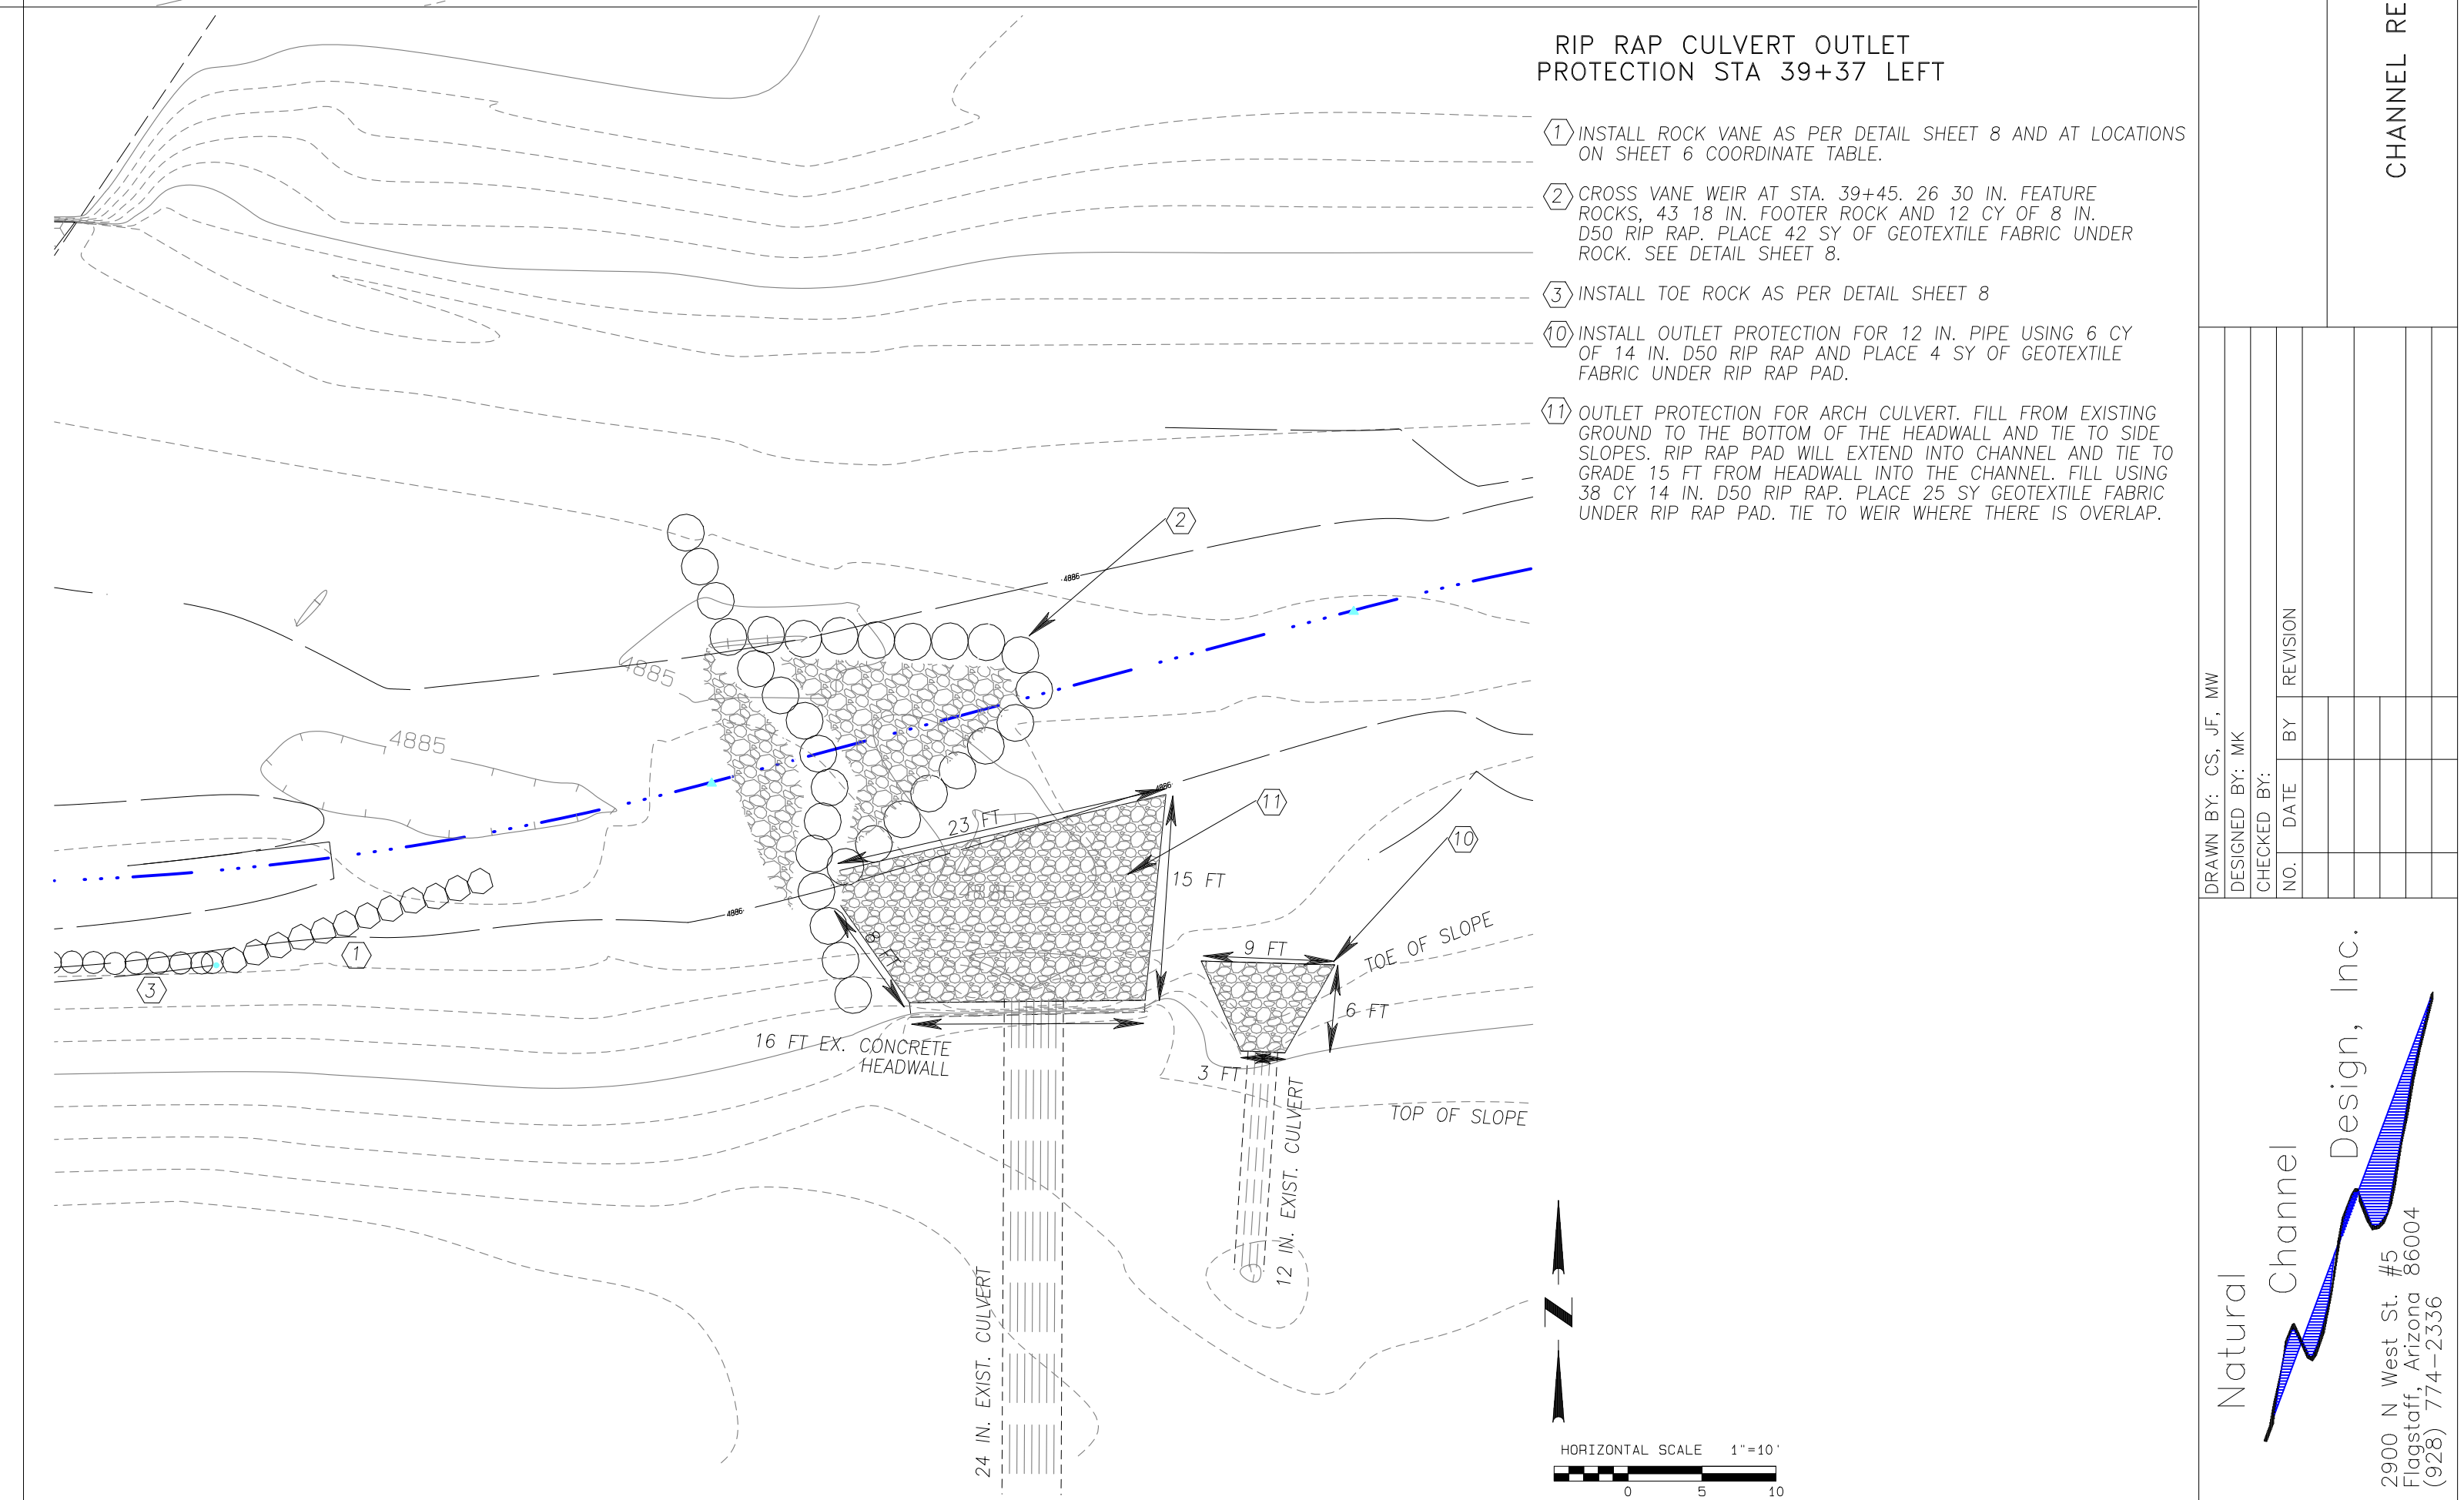 RIP RAP CULVERT OUTLET
PROTECTION STA 39+37 LEFT
1 INSTALL ROCK VANE AS PER DETAIL SHEET 8 AND AT LOCATIONS
ON SHEET 6 COORDINATE TABLE.
2 CROSS VANE WEIR AT STA. 39+45. 26 30 IN. FEATURE
ROCKS, 43 18 IN. FOOTER ROCK AND 12 CY OF 8 IN.
D50 RIP RAP. PLACE 42 SY OF GEOTEXTILE FABRIC UNDER
ROCK. SEE DETAIL SHEET 8.
3 INSTALL TOE ROCK AS PER DETAIL SHEET 8
10 INSTALL OUTLET PROTECTION FOR 12 IN. PIPE USING 6 CY
OF 14 IN. D50 RIP RAP AND PLACE 4 SY OF GEOTEXTILE
FABRIC UNDER RIP RAP PAD.
11 OUTLET PROTECTION FOR ARCH CULVERT. FILL FROM EXISTING
GROUND TO THE BOTTOM OF THE HEADWALL AND TIE TO SIDE
SLOPES. RIP RAP PAD WILL EXTEND INTO CHANNEL AND TIE TO
GRADE 15 FT FROM HEADWALL INTO THE CHANNEL. FILL USING
38 CY 14 IN. D50 RIP RAP. PLACE 25 SY GEOTEXTILE FABRIC
UNDER RIP RAP PAD. TIE TO WEIR WHERE THERE IS OVERLAP.
2
4886
4885
4885
4886
11
23 FT
10
15 FT
4885
4886
8 FT
1
3
9 FT
TOE OF SLOPE
6 FT
16 FT EX. CONCRETE
HEADWALL
3 FT
TOP OF SLOPE
12 IN. EXIST. CULVERT
24 IN. EXIST. CULVERT
N
HORIZONTAL SCALE 1"=10'
0 5 10
CHANNEL RE
DRAWN BY: CS, JF, MW
DESIGNED BY: MK
CHECKED BY:
NO. DATE BY REVISION
Natural
Channel
Design, Inc.
2900 N West St. #5
Flagstaff, Arizona 86004
(928) 774-2336